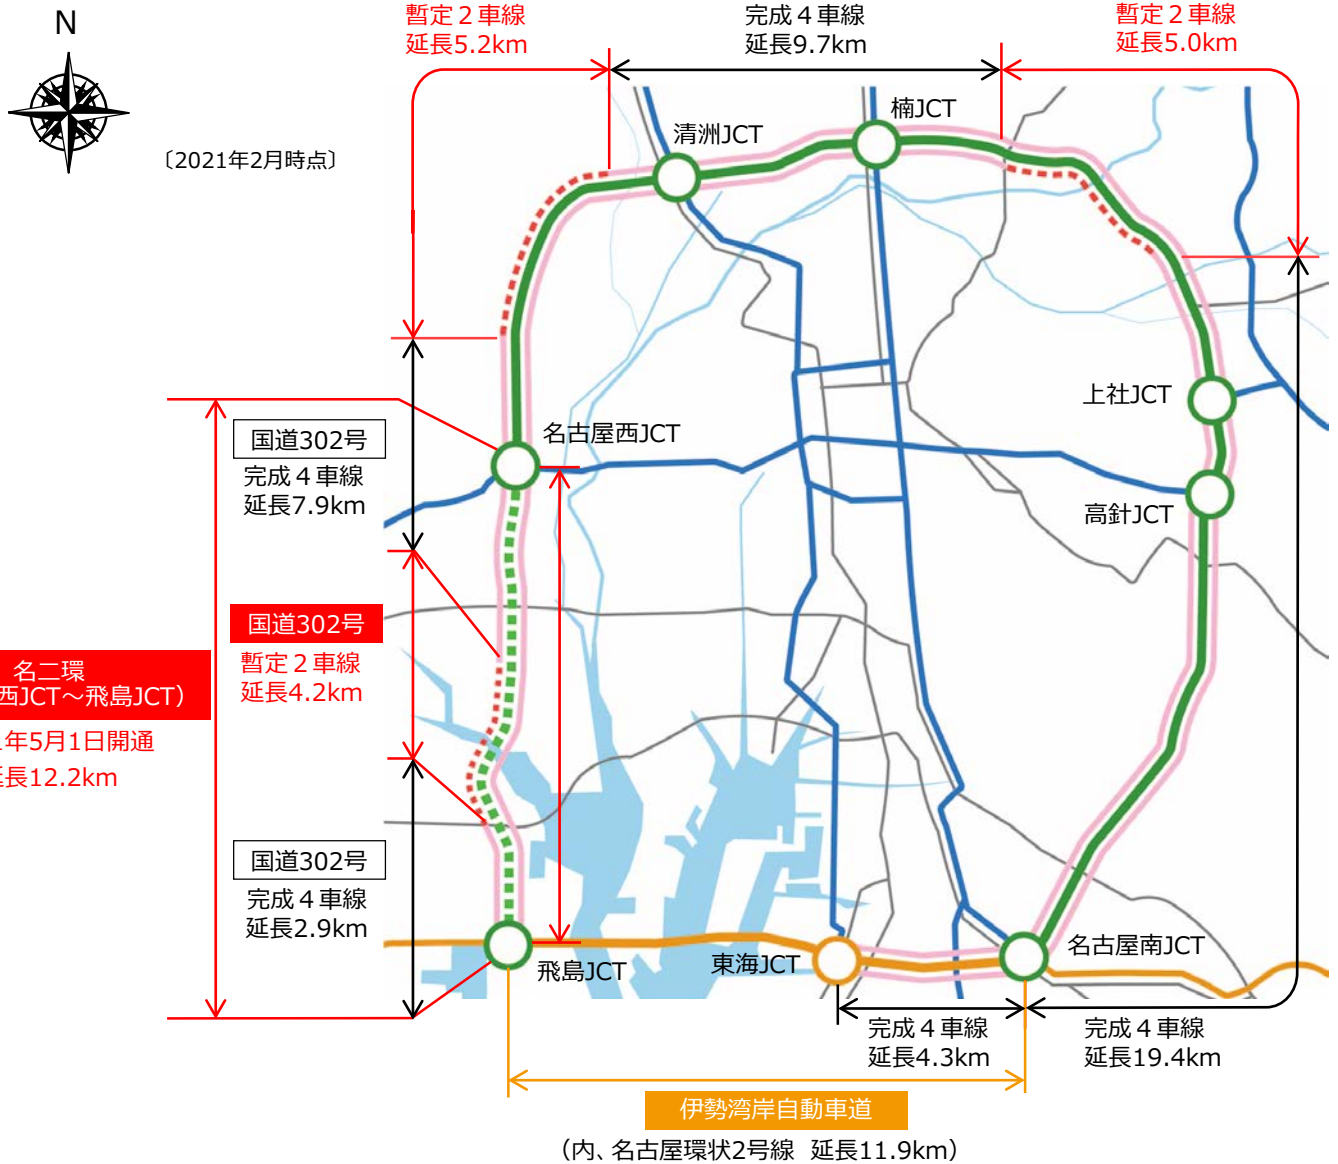 N
〔2021年2月時点〕
暫定２車線
延長5.2km
完成４車線
延長9.7km
暫定２車線
延長5.0km
清洲JCT
楠JCT
上社JCT
高針JCT
名古屋西JCT
国道302号
完成４車線
延長7.9km
国道302号
暫定２車線
延長4.2km
名二環
西JCT～飛島JCT）
年5月1日開通
延長12.2km
国道302号
完成４車線
延長2.9km
飛島JCT
東海JCT
名古屋南JCT
完成４車線
延長4.3km
完成４車線
延長19.4km
伊勢湾岸自動車道
（内、名古屋環状2号線 延長11.9km）